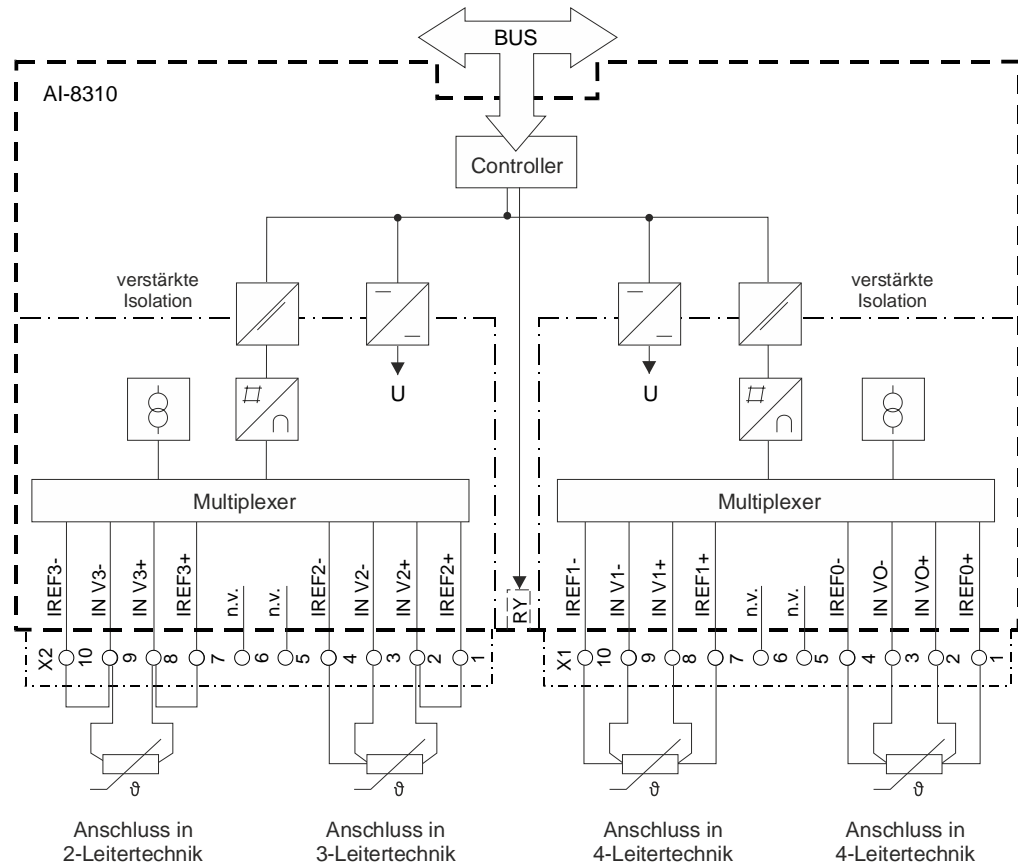 BUS
AI-8310
Controller
verstärkte
Isolation
verstärkte
Isolation
U
U
Multiplexer
Multiplexer
IREF3-
IN V3-
IN V3+
IREF3+
n.v.
n.v.
IREF2-
IN V2-
IN V2+
IREF2+
RY
IREF1-
IN V1-
IN V1+
IREF1+
n.v.
n.v.
IREF0-
IN VO-
IN VO+
IREF0+
X2
10
9
8
7
6
5
4
3
2
1
X1
10
9
8
7
6
5
4
3
2
1
ϑ
ϑ
ϑ
ϑ
Anschluss in
2-Leitertechnik
Anschluss in
3-Leitertechnik
Anschluss in
4-Leitertechnik
Anschluss in
4-Leitertechnik